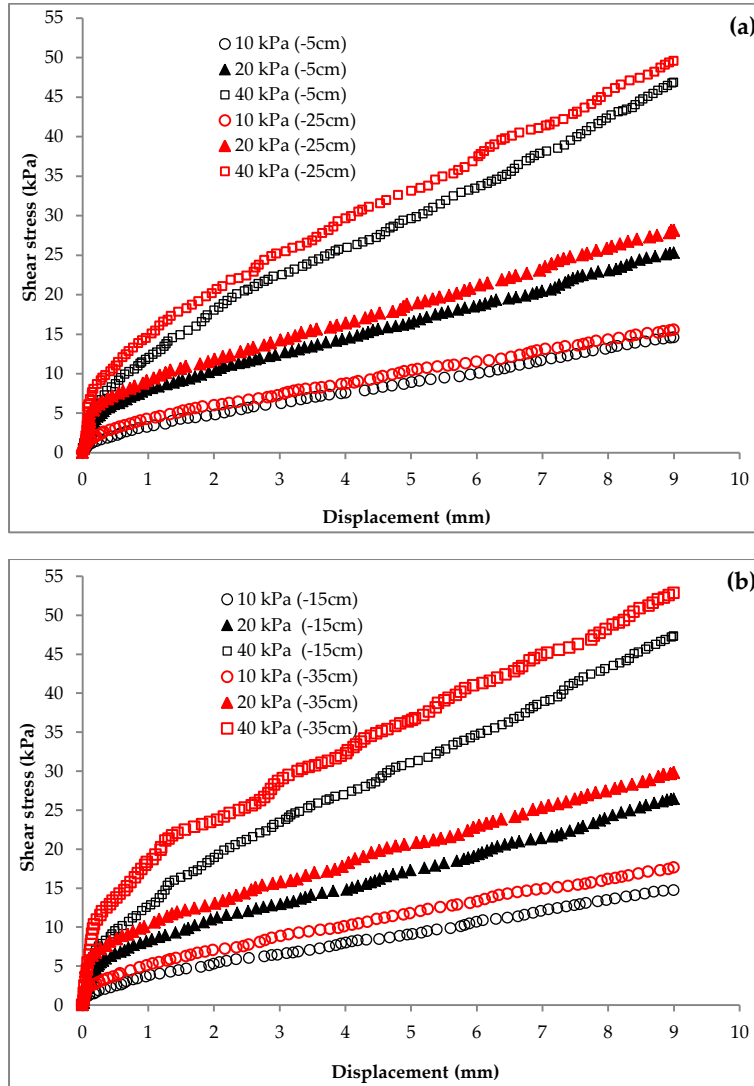 (a)
55
50
45
40
35
30
25
20
15
10
5
0
Shear stress (kPa)
10 kPa (-5cm)
20 kPa (-5cm)
40 kPa (-5cm)
10 kPa (-25cm)
20 kPa (-25cm)
40 kPa (-25cm)
0 1 2 3 4 5 6 7 8 9 10
Displacement (mm)
(b)
55
50
45
40
35
30
25
20
15
10
5
0
Shear stress (kPa)
10 kPa (-15cm)
20 kPa (-15cm)
40 kPa (-15cm)
10 kPa (-35cm)
20 kPa (-35cm)
40 kPa (-35cm)
0 1 2 3 4 5 6 7 8 9 10
Displacement (mm)